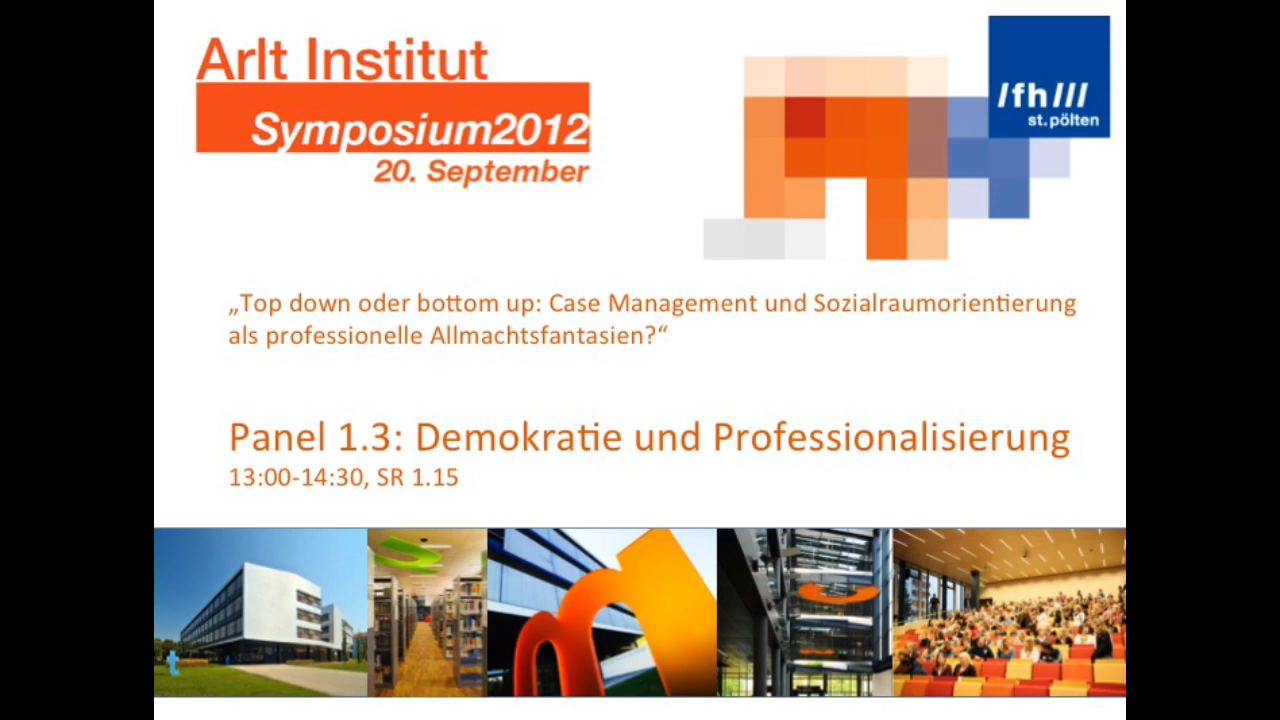 Arlt Institut
Symposium2012
20. September
/fh///
st.pölten
„Top down oder bottom up: Case Management und Sozialraumorientierung
als professionelle Allmachtsfantasien?“
Panel 1.3: Demokratie und Professionalisierung
13:00-14:30, SR 1.15
t